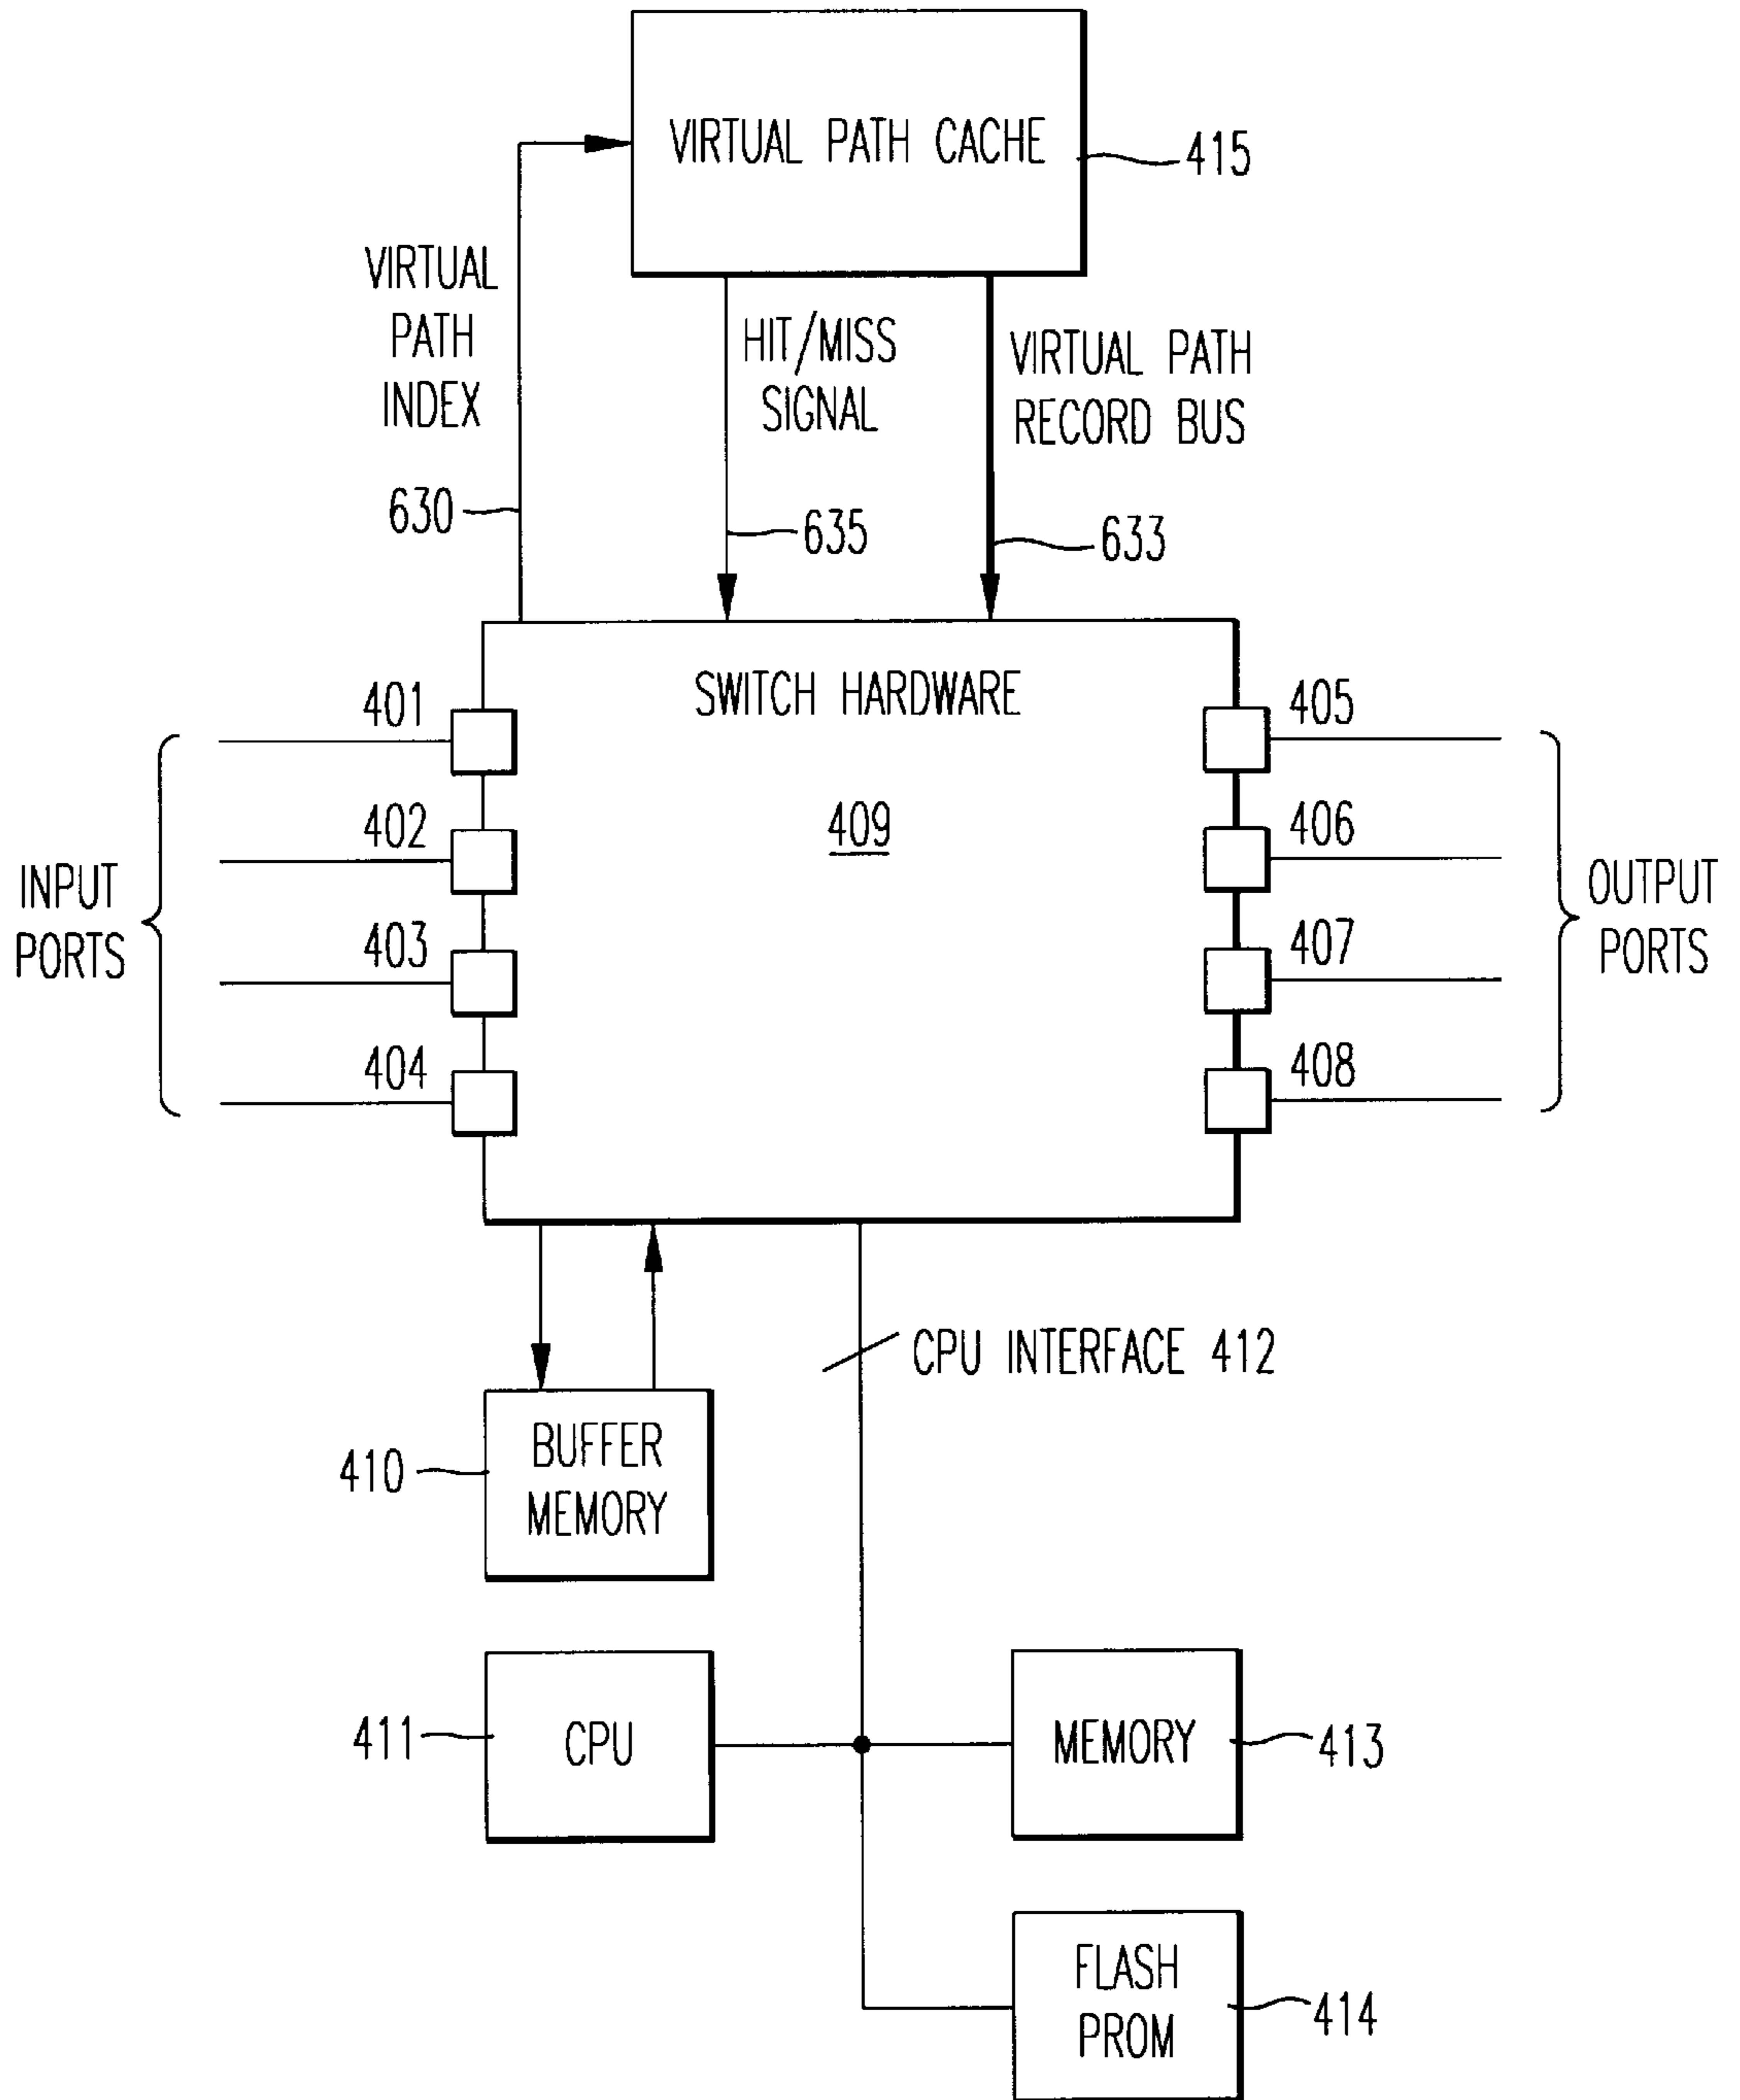 VIRTUAL PATH CACHE
415
VIRTUAL
PATH
INDEX
HIT/MISS
SIGNAL
VIRTUAL PATH
RECORD BUS
630
635
633
SWITCH HARDWARE
409
401
402
403
404
405
406
407
408
INPUT
PORTS
OUTPUT
PORTS
CPU INTERFACE 412
410
BUFFER
MEMORY
411
CPU
MEMORY
413
FLASH
PROM
414